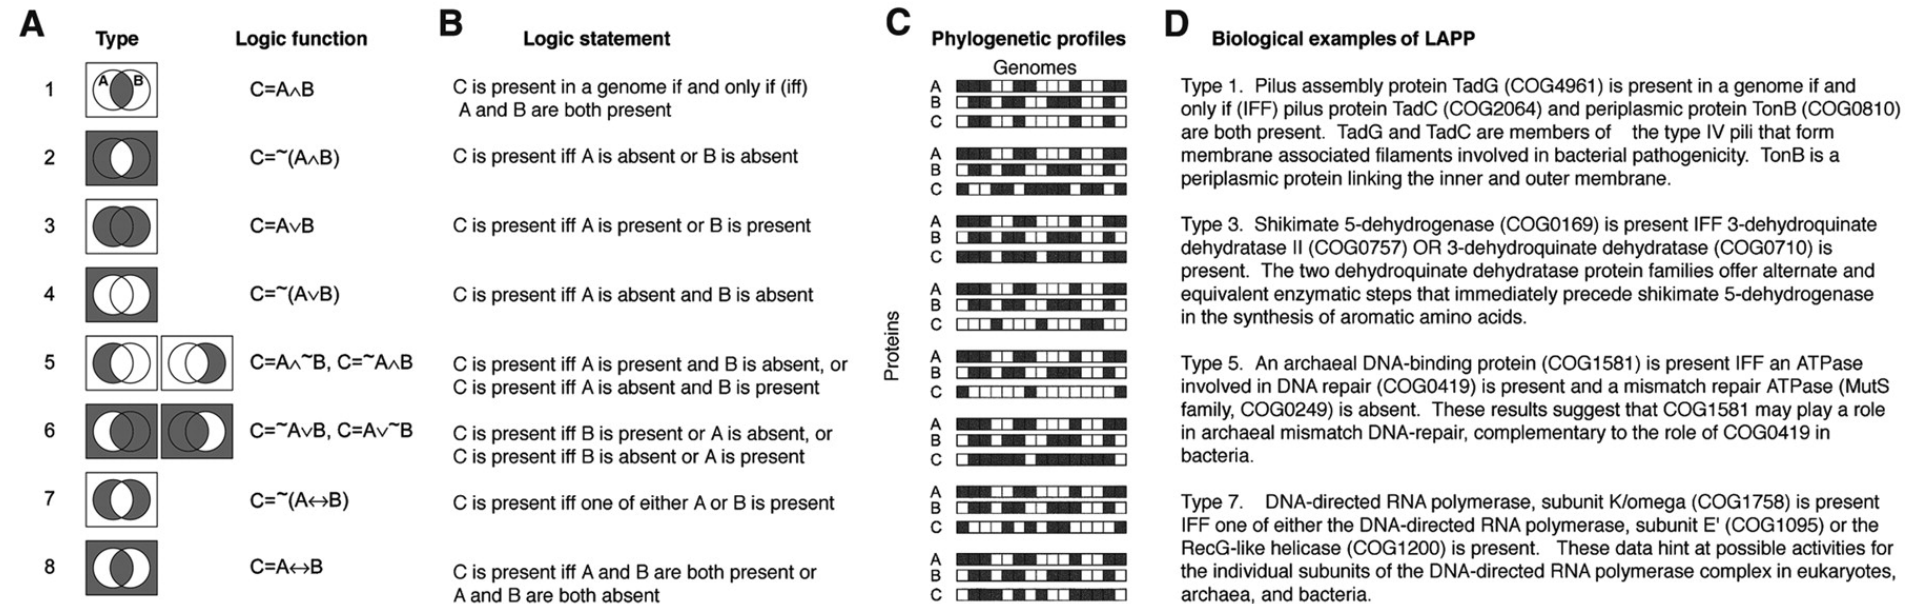 A
Type
Logic function
1
A B
C=A∧B
2
C=~(A∧B)
3
C=A∨B
4
C=~(A∨B)
5
C=A∧~B, C=~A∧B
6
C=~A∨B, C=A∨~B
7
C=~(A↔B)
8
C=A↔B
B
Logic statement
C is present in a genome if and only if (iff)
A and B are both present
C is present iff A is absent or B is absent
C is present iff A is present or B is present
C is present iff A is absent and B is absent
C is present iff A is present and B is absent, or
C is present iff A is absent and B is present
C is present iff B is present or A is absent, or
C is present iff B is absent or A is present
C is present iff one of either A or B is present
C is present iff A and B are both present or
A and B are both absent
C
Phylogenetic profiles
Genomes
Proteins
A
B
C
A
B
C
A
B
C
A
B
C
A
B
C
A
B
C
A
B
C
A
B
C
D
Biological examples of LAPP
Type 1. Pilus assembly protein TadG (COG4961) is present in a genome if and
only if (IFF) pilus protein TadC (COG2064) and periplasmic protein TonB (COG0810)
are both present. TadG and TadC are members of the type IV pili that form
membrane associated filaments involved in bacterial pathogenicity. TonB is a
periplasmic protein linking the inner and outer membrane.
Type 3. Shikimate 5-dehydrogenase (COG0169) is present IFF 3-dehydroquinate
dehydratase II (COG0757) OR 3-dehydroquinate dehydratase (COG0710) is
present. The two dehydroquinate dehydratase protein families offer alternate and
equivalent enzymatic steps that immediately precede shikimate 5-dehydrogenase
in the synthesis of aromatic amino acids.
Type 5. An archaeal DNA-binding protein (COG1581) is present IFF an ATPase
involved in DNA repair (COG0419) is present and a mismatch repair ATPase (MutS
family, COG0249) is absent. These results suggest that COG1581 may play a role
in archaeal mismatch DNA-repair, complementary to the role of COG0419 in
bacteria.
Type 7. DNA-directed RNA polymerase, subunit K/omega (COG1758) is present
IFF one of either the DNA-directed RNA polymerase, subunit E' (COG1095) or the
RecG-like helicase (COG1200) is present. These data hint at possible activities for
the individual subunits of the DNA-directed RNA polymerase complex in eukaryotes,
archaea, and bacteria.